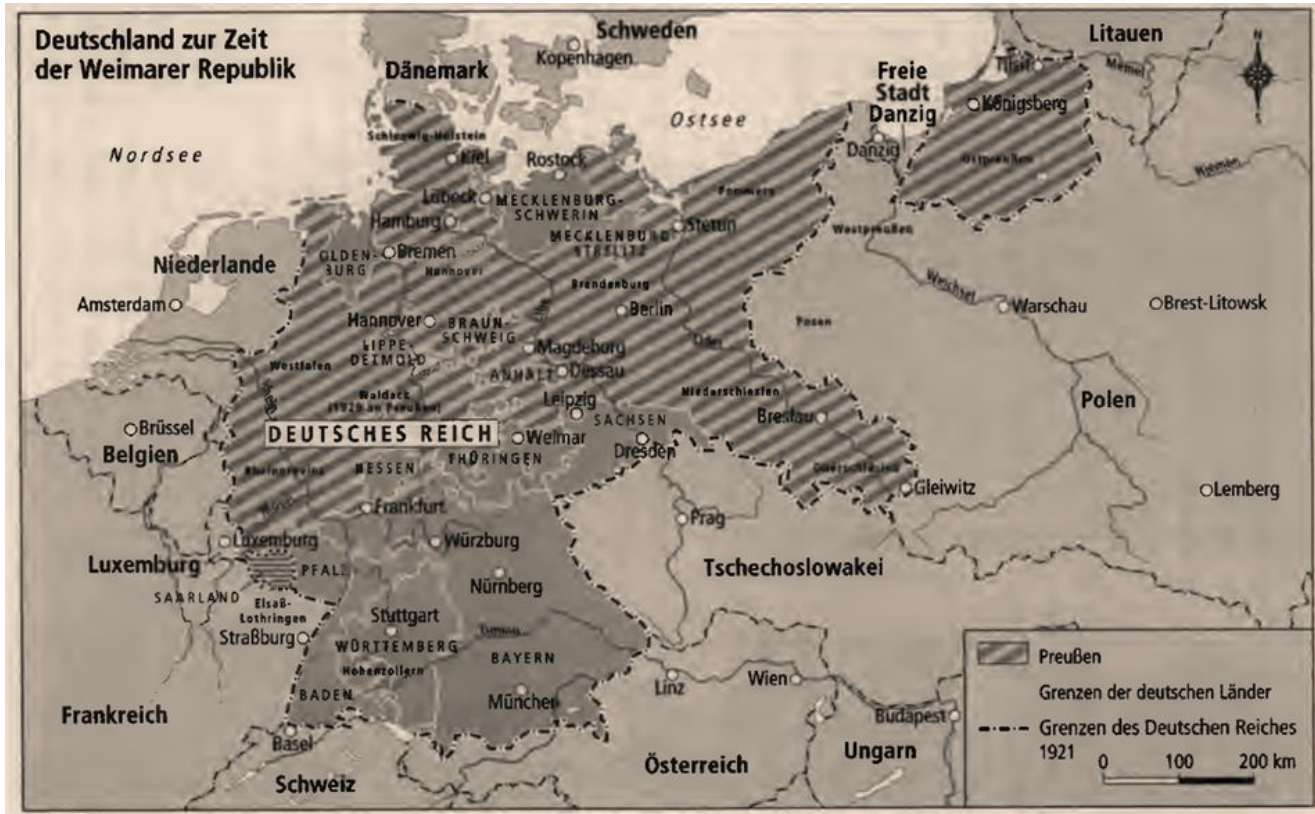 Deutschland zur Zeit
der Weimarer Republik
Schweden
Kopenhagen
Dänemark
Litauen
Tilsit
Memel
N
S
Freie
Stadt
Danzig
Königsberg
Ostsee
Nordsee
Schleswig-Holstein
Kiel
Rostock
Danzig
Ostpreußen
Niemen
Lübeck
MECKLENBURG-
SCHWERIN
Pommern
Hamburg
MECKLENBURG
STRELITZ
Stettin
Westpreußen
OLDEN-
BURG
Bremen
Hannover
Niederlande
Weichsel
Brandenburg
Amsterdam
Berlin
Warschau
Brest-Litowsk
Hannover
BRAUN-
SCHWEIG
Elbe
Posen
LIPPE-
DETMOLD
Magdeburg
Oder
Westfalen
ANHALT
Dessau
Rhein
Waldeck
(1929 an Preußen)
Niederschlesien
Leipzig
Breslau
Polen
SACHSEN
Brüssel
Belgien
DEUTSCHES REICH
Weimar
Dresden
THÜRINGEN
HESSEN
Rheinprovinz
Oberschlesien
Gleiwitz
Lemberg
Mosel
Frankfurt
Prag
Luxemburg
Würzburg
Luxemburg
PFALZ
Tschechoslowakei
Nürnberg
SAARLAND
Elsaß-
Lothringen
Stuttgart
Straßburg
WÜRTTEMBERG
Donau
BAYERN
Hohenzollern
BADEN
München
Linz
Wien
Frankreich
Budapest
Basel
Schweiz
Österreich
Ungarn
Preußen
Grenzen der deutschen Länder
Grenzen des Deutschen Reiches
1921
0 100 200 km